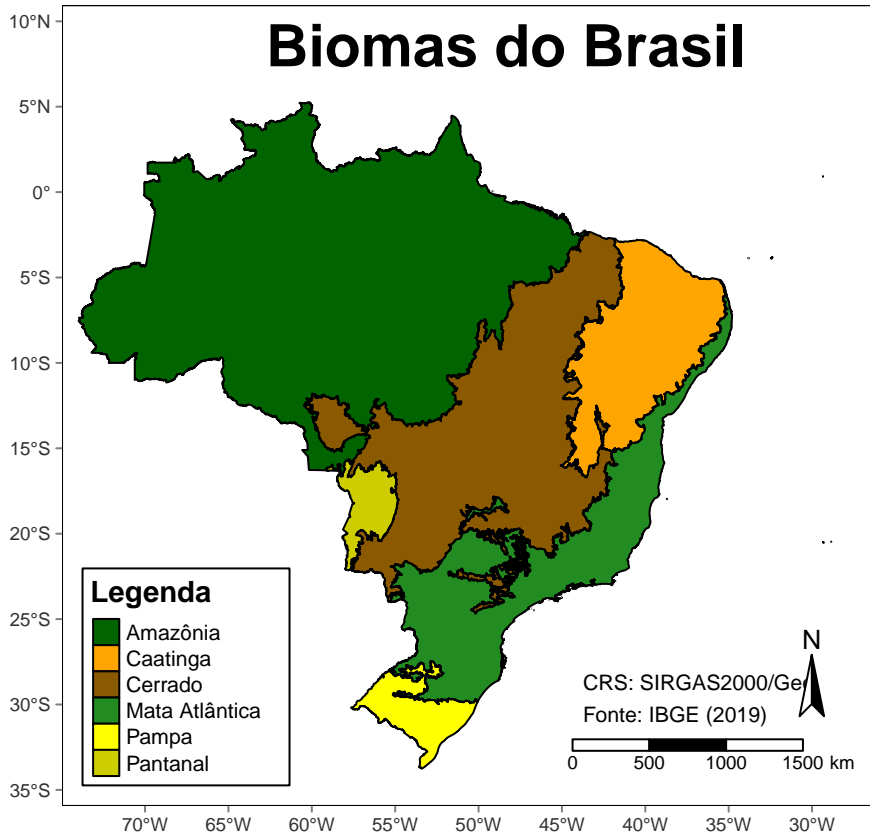 Biomas do Brasil
10°N
5°N
0°
5°S
10°S
15°S
20°S
25°S
30°S
35°S
Legenda
Amazônia
Caatinga
Cerrado
Mata Atlântica
Pampa
Pantanal
N
CRS: SIRGAS2000/Geo
Fonte: IBGE (2019)
0 500 1000 1500 km
70°W 65°W 60°W 55°W 50°W 45°W 40°W 35°W 30°W